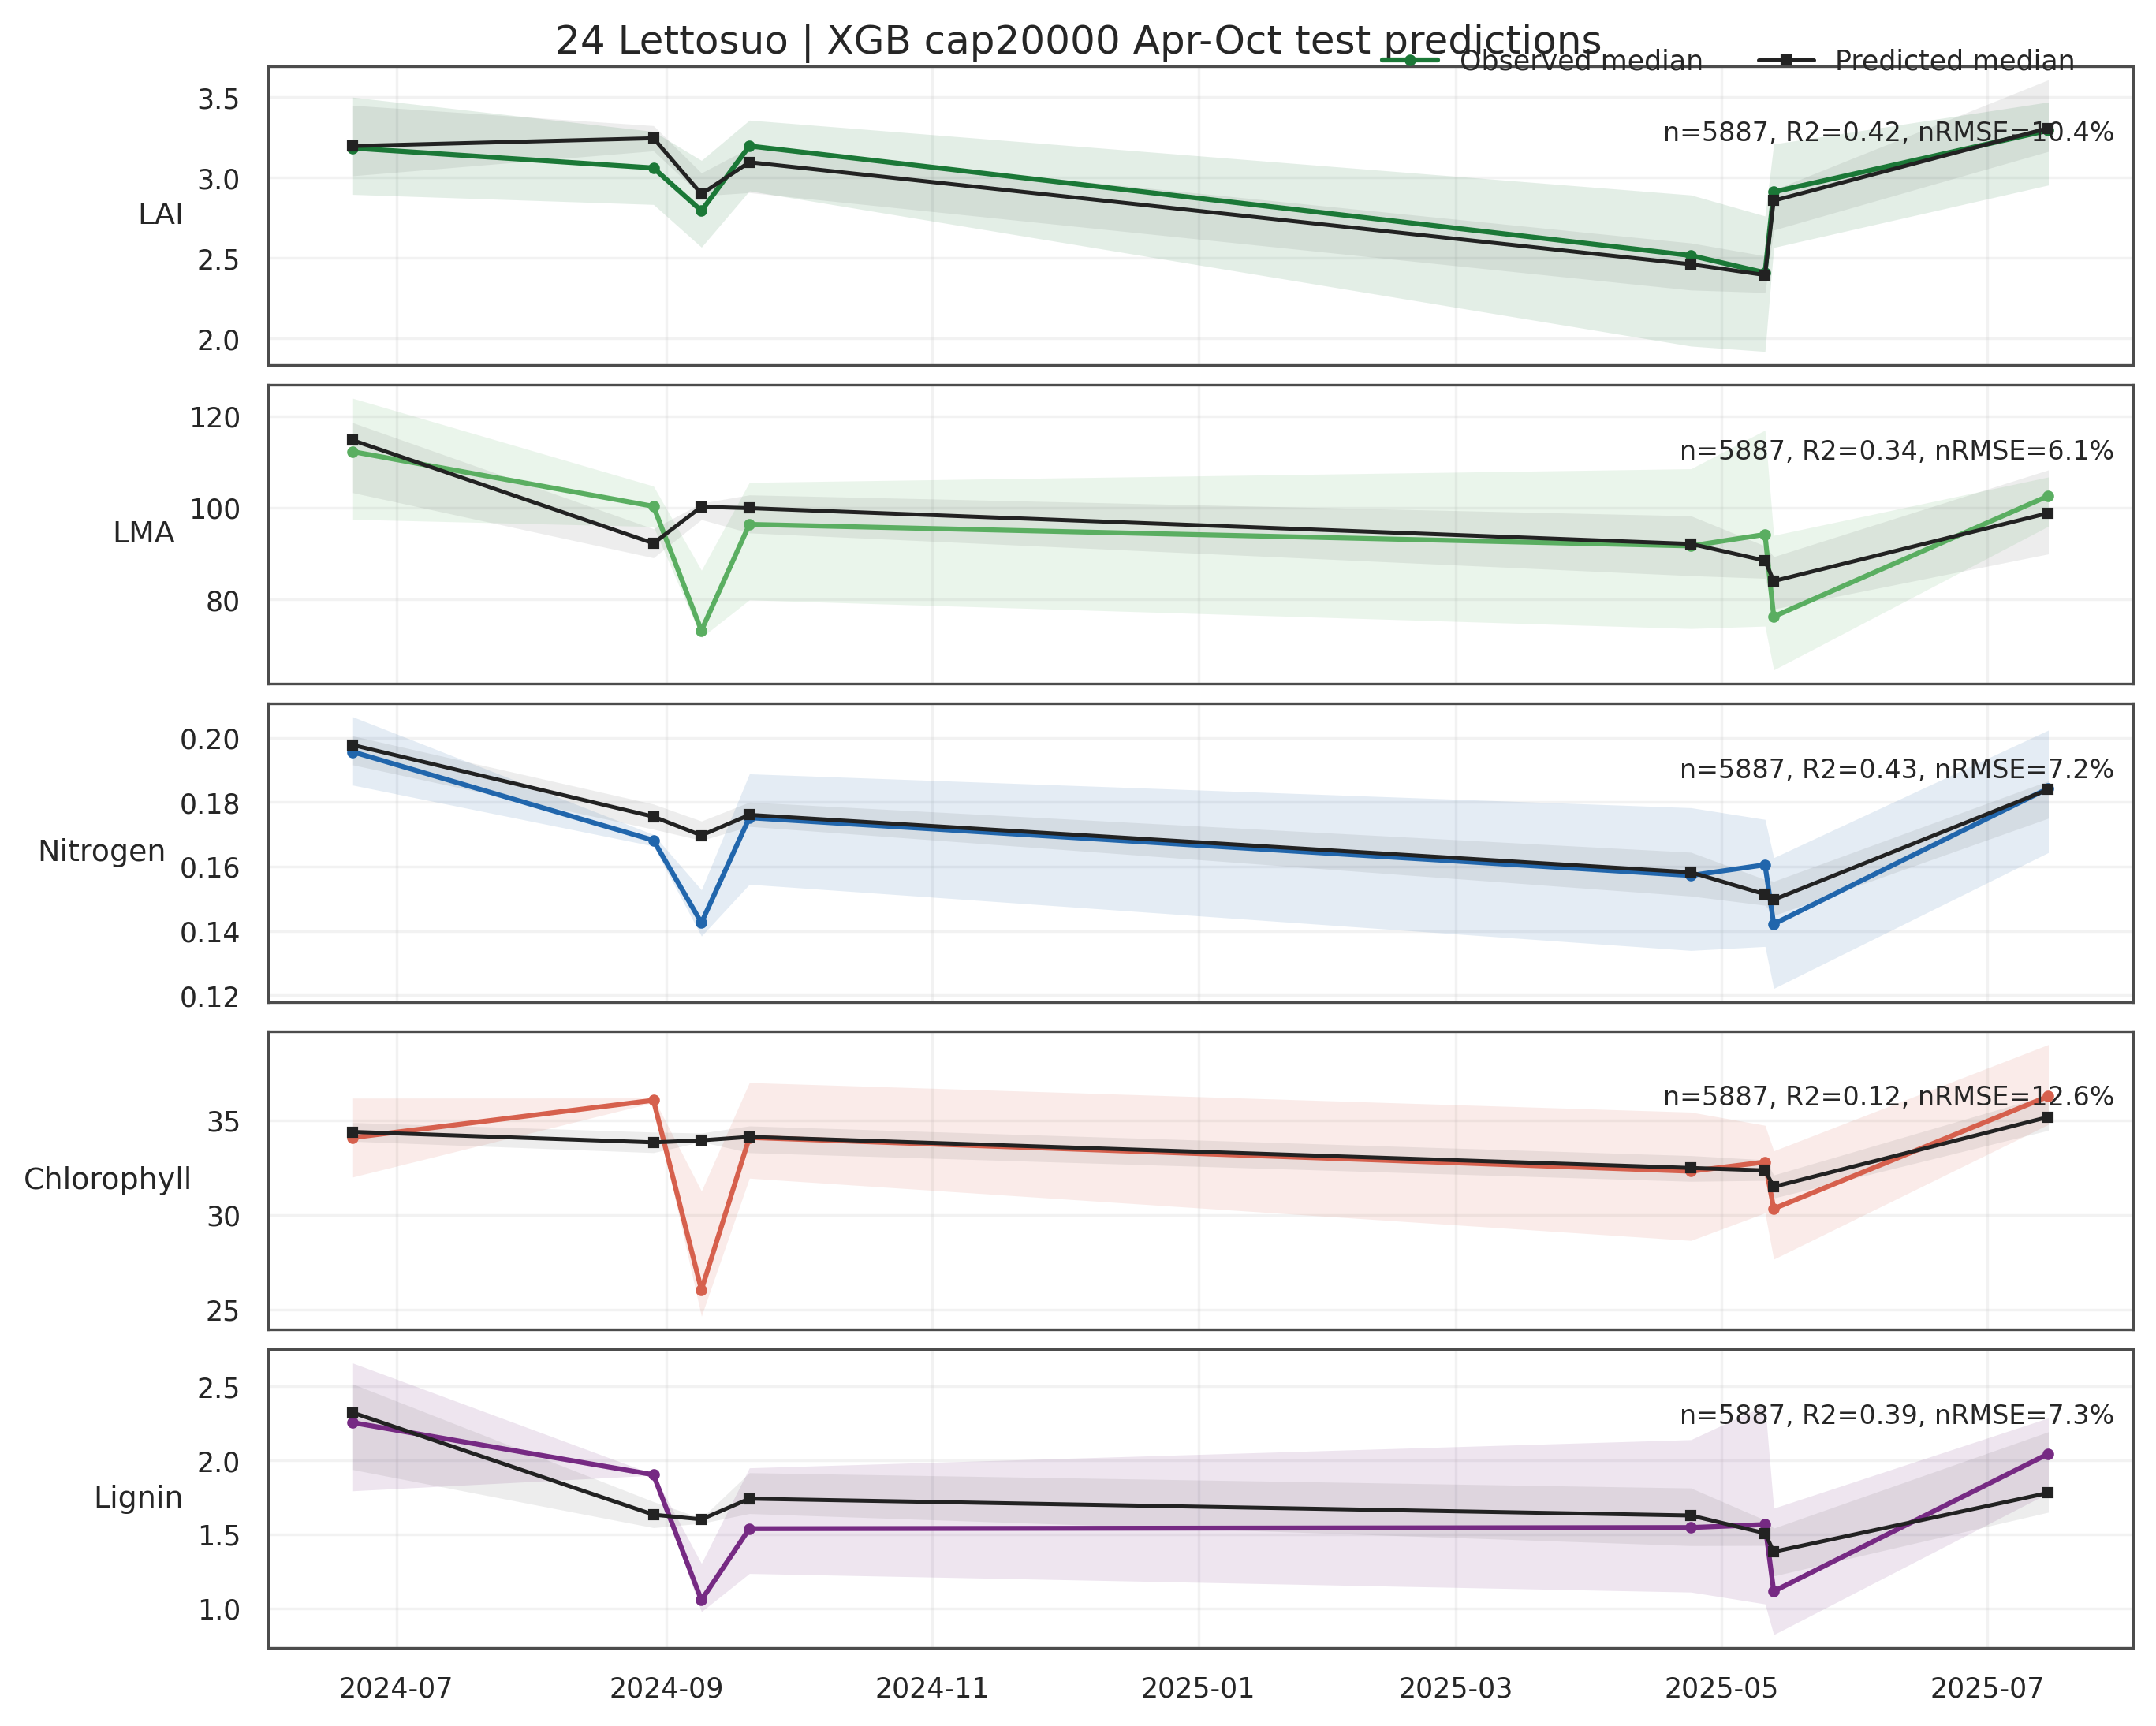 24 Lettosuo | XGB cap20000 Apr-Oct test predictions
Observed median
Predicted median
3.5
3.0
2.5
2.0
LAI
n=5887, R2=0.42, nRMSE=10.4%
120
100
80
LMA
n=5887, R2=0.34, nRMSE=6.1%
0.20
0.18
0.16
0.14
0.12
Nitrogen
n=5887, R2=0.43, nRMSE=7.2%
35
30
25
Chlorophyll
n=5887, R2=0.12, nRMSE=12.6%
2.5
2.0
1.5
1.0
Lignin
n=5887, R2=0.39, nRMSE=7.3%
2024-07
2024-09
2024-11
2025-01
2025-03
2025-05
2025-07